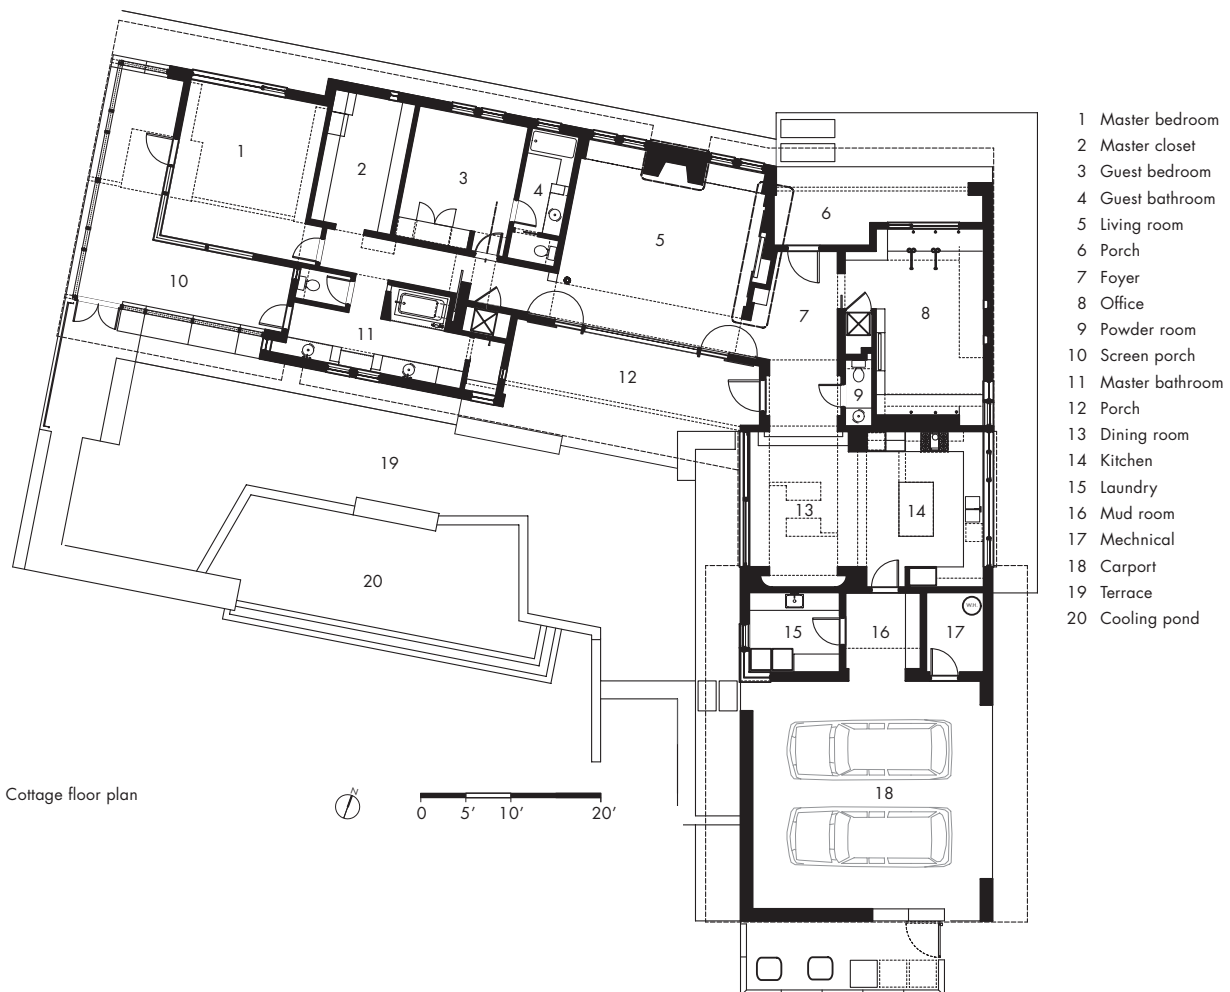 1 Master bedroom
2 Master closet
3 Guest bedroom
4 Guest bathroom
5 Living room
6 Porch
7 Foyer
8 Office
9 Powder room
10 Screen porch
11 Master bathroom
12 Porch
13 Dining room
14 Kitchen
15 Laundry
16 Mud room
17 Mechnical
18 Carport
19 Terrace
20 Cooling pond
1
2
3
4
5
6
7
8
9
10
11
12
13
14
15
16
17
W.H.
18
19
20
Cottage floor plan
N
0 5' 10' 20'